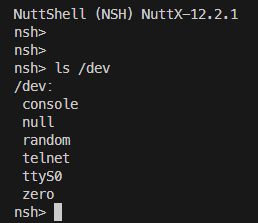 NuttShell (NSH) NuttX-12.2.1
nsh>
nsh>
nsh> ls /dev
/dev:
 console
 null
 random
 telnet
 ttyS0
 zero
nsh>